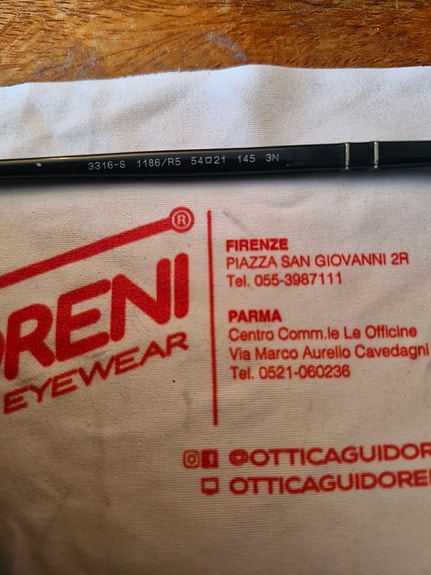 3316-S 1186/R5 54□21 145 3N
®
RENI
EYEWEAR
FIRENZE
PIAZZA SAN GIOVANNI 2R
Tel. 055-3987111
PARMA
Centro Comm.le Le Officine
Via Marco Aurelio Cavedagni
Tel. 0521-060236
@OTTICAGUIDOR
OTTICAGUIDORE